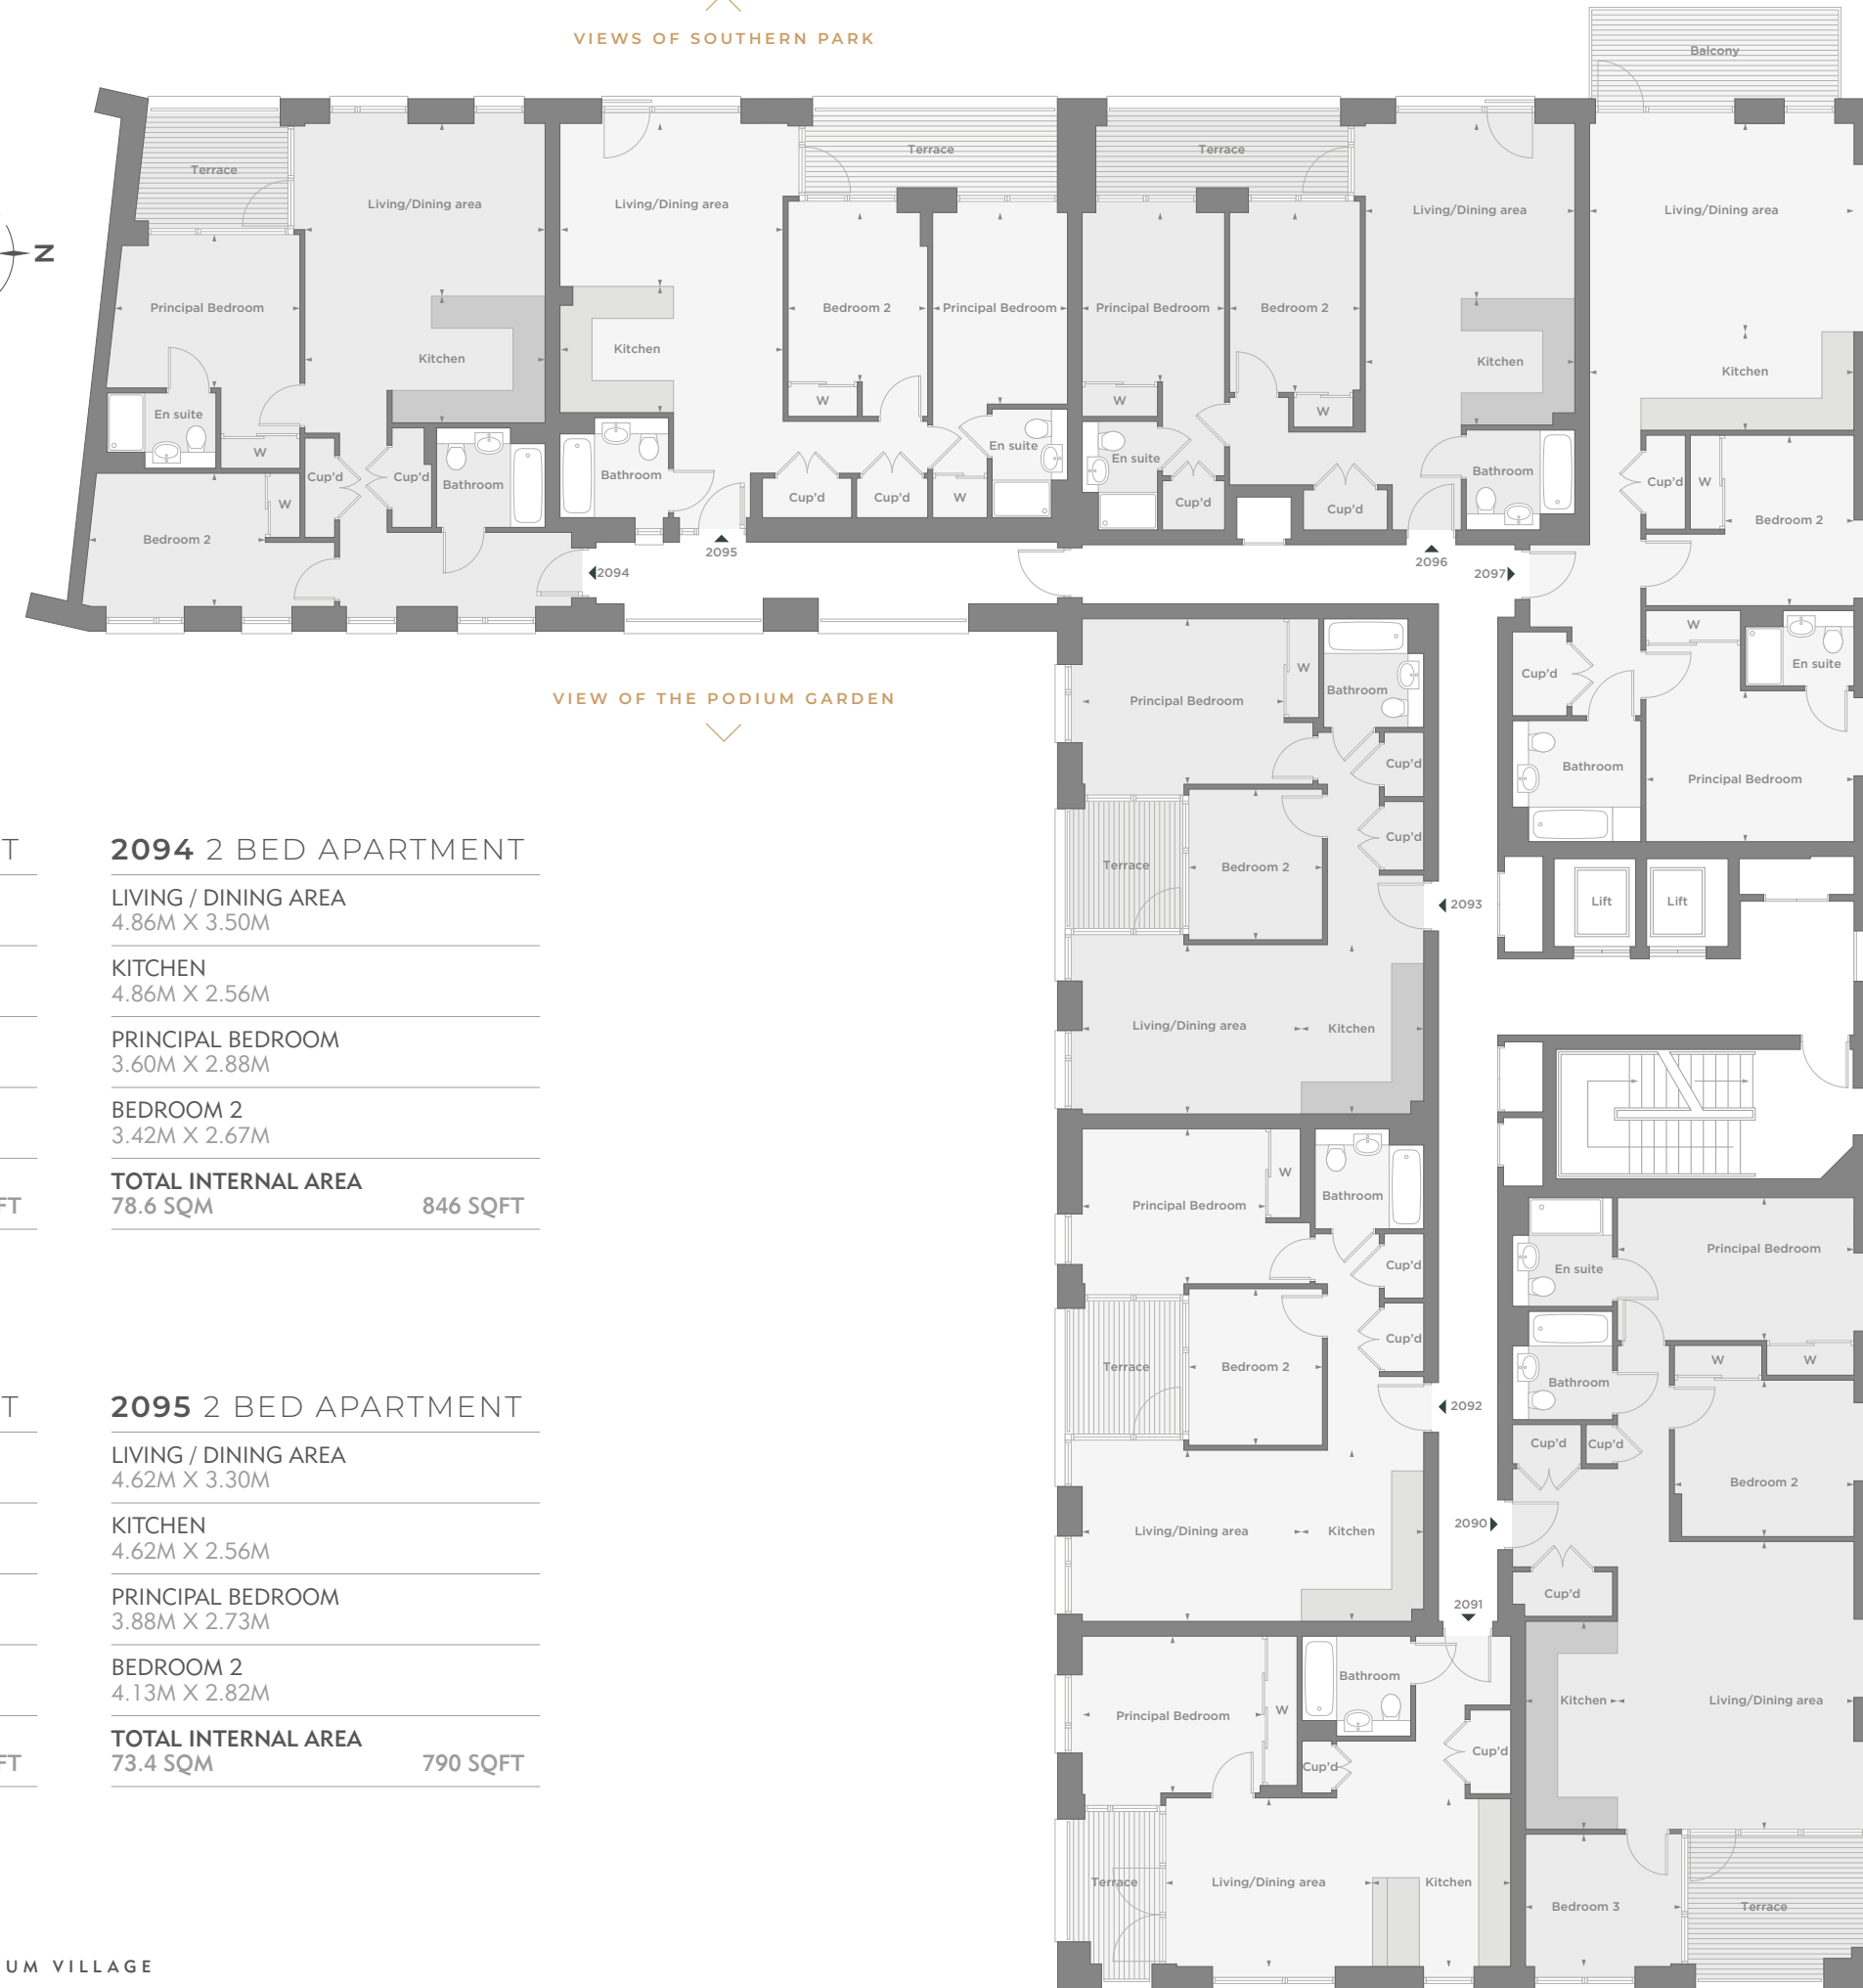 VIEWS OF SOUTHERN PARK
Balcony
Terrace
Living/Dining area
Principal Bedroom
Kitchen
En suite
W
Cup'd
Cup'd
Bathroom
Bedroom 2
W
2094
Living/Dining area
Terrace
Kitchen
Bedroom 2
Principal Bedroom
W
En suite
Bathroom
Cup'd
Cup'd
W
2095
Terrace
Living/Dining area
Principal Bedroom
Bedroom 2
Kitchen
W
W
En suite
Cup'd
Cup'd
Bathroom
2096
Living/Dining area
Kitchen
Cup'd
W
Bedroom 2
2097
W
En suite
Cup'd
Bathroom
Principal Bedroom
N
VIEW OF THE PODIUM GARDEN
Principal Bedroom
W
Bathroom
Cup'd
Cup'd
Terrace
Bedroom 2
2093
Living/Dining area
Kitchen
Lift
Lift
Principal Bedroom
W
Bathroom
Cup'd
Cup'd
Terrace
Bedroom 2
2092
Living/Dining area
Kitchen
En suite
Principal Bedroom
Bathroom
W
W
Cup'd
Cup'd
Bedroom 2
2090
Cup'd
Kitchen
Living/Dining area
Bedroom 3
Terrace
2091
Principal Bedroom
W
Bathroom
Cup'd
Cup'd
Terrace
Living/Dining area
Kitchen
T
FT
2094 2 BED APARTMENT
LIVING / DINING AREA
4.86M X 3.50M
KITCHEN
4.86M X 2.56M
PRINCIPAL BEDROOM
3.60M X 2.88M
BEDROOM 2
3.42M X 2.67M
TOTAL INTERNAL AREA
78.6 SQM 846 SQFT
T
FT
2095 2 BED APARTMENT
LIVING / DINING AREA
4.62M X 3.30M
KITCHEN
4.62M X 2.56M
PRINCIPAL BEDROOM
3.88M X 2.73M
BEDROOM 2
4.13M X 2.82M
TOTAL INTERNAL AREA
73.4 SQM 790 SQFT
UM VILLAGE